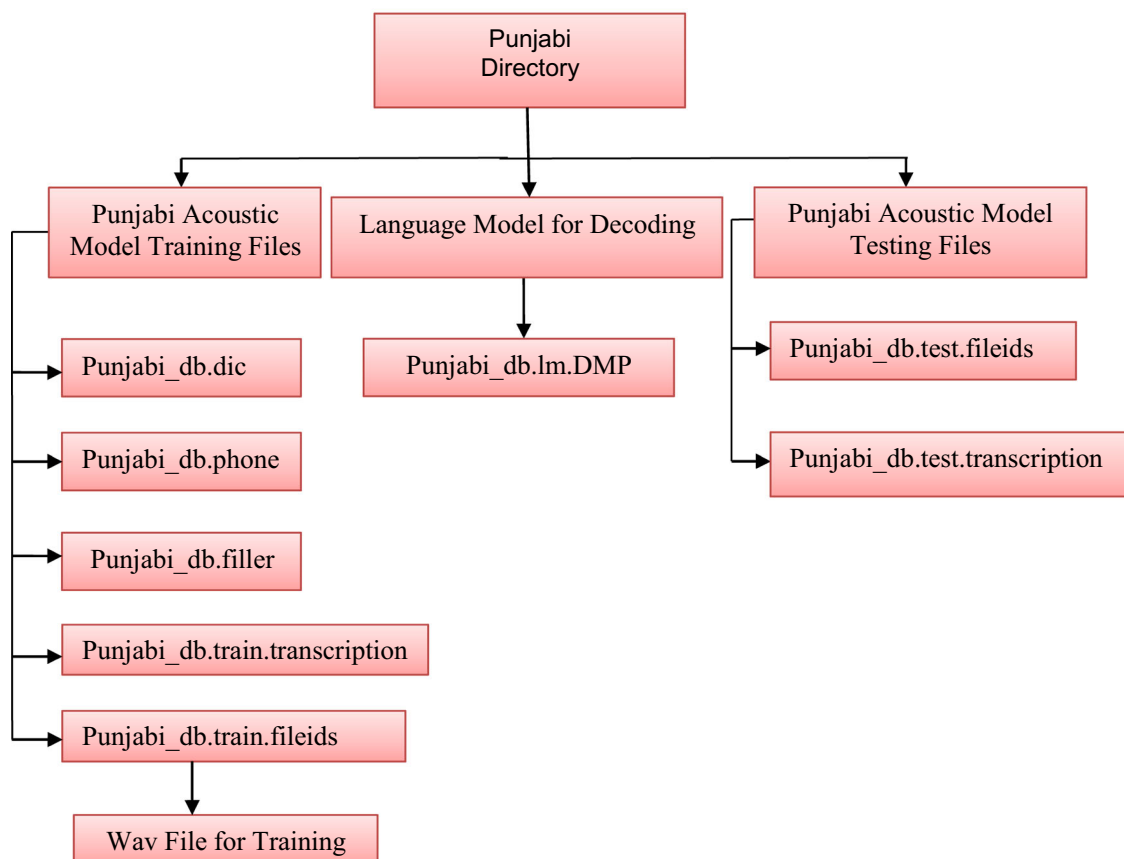 Punjabi
Directory
Punjabi Acoustic
Model Training Files
Language Model for Decoding
Punjabi Acoustic Model
Testing Files
Punjabi_db.dic
Punjabi_db.phone
Punjabi_db.filler
Punjabi_db.train.transcription
Punjabi_db.train.fileids
Wav File for Training
Punjabi_db.lm.DMP
Punjabi_db.test.fileids
Punjabi_db.test.transcription